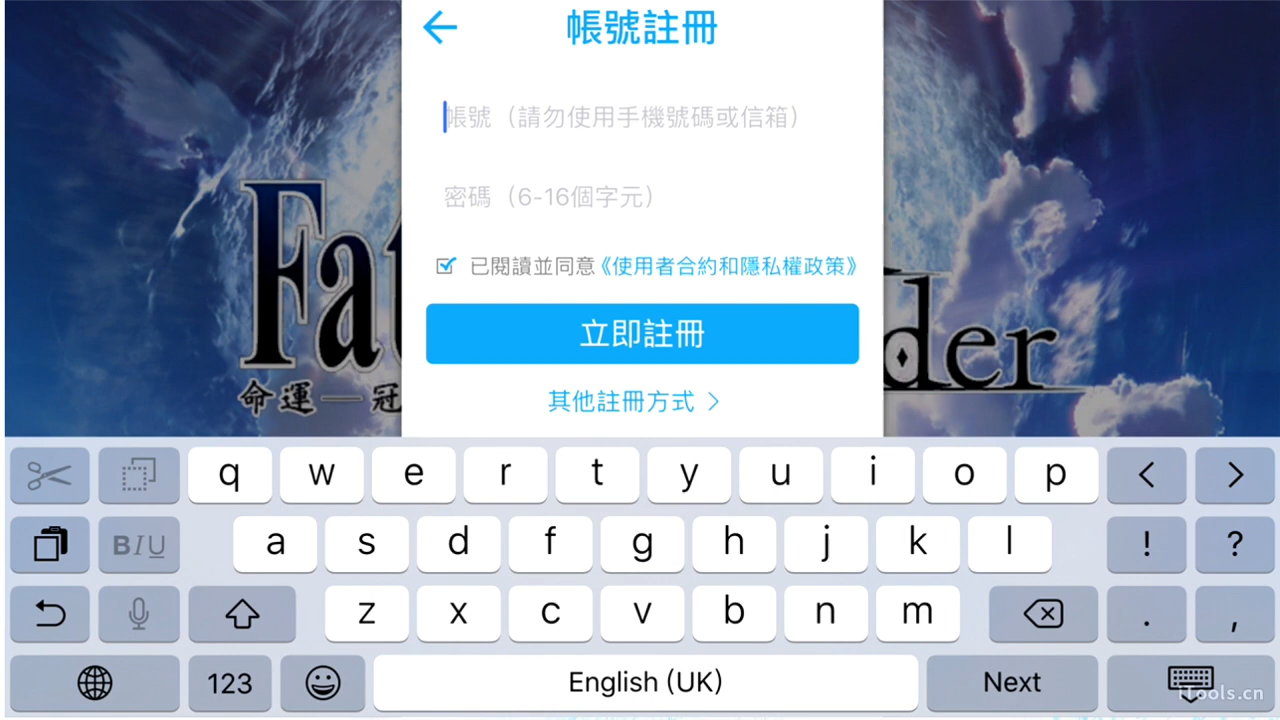 帳號註冊
帳號（請勿使用手機號碼或信箱）
密碼（6-16個字元）
已閱讀並同意《使用者合約和隱私權政策》
立即註冊
其他註冊方式 >
Fat
der
命運—冠
q w e r t y u i o p < >
B I U a s d f g h j k l ! ?
z x c v b n m . ,
123 English (UK) Next
iTools.cn